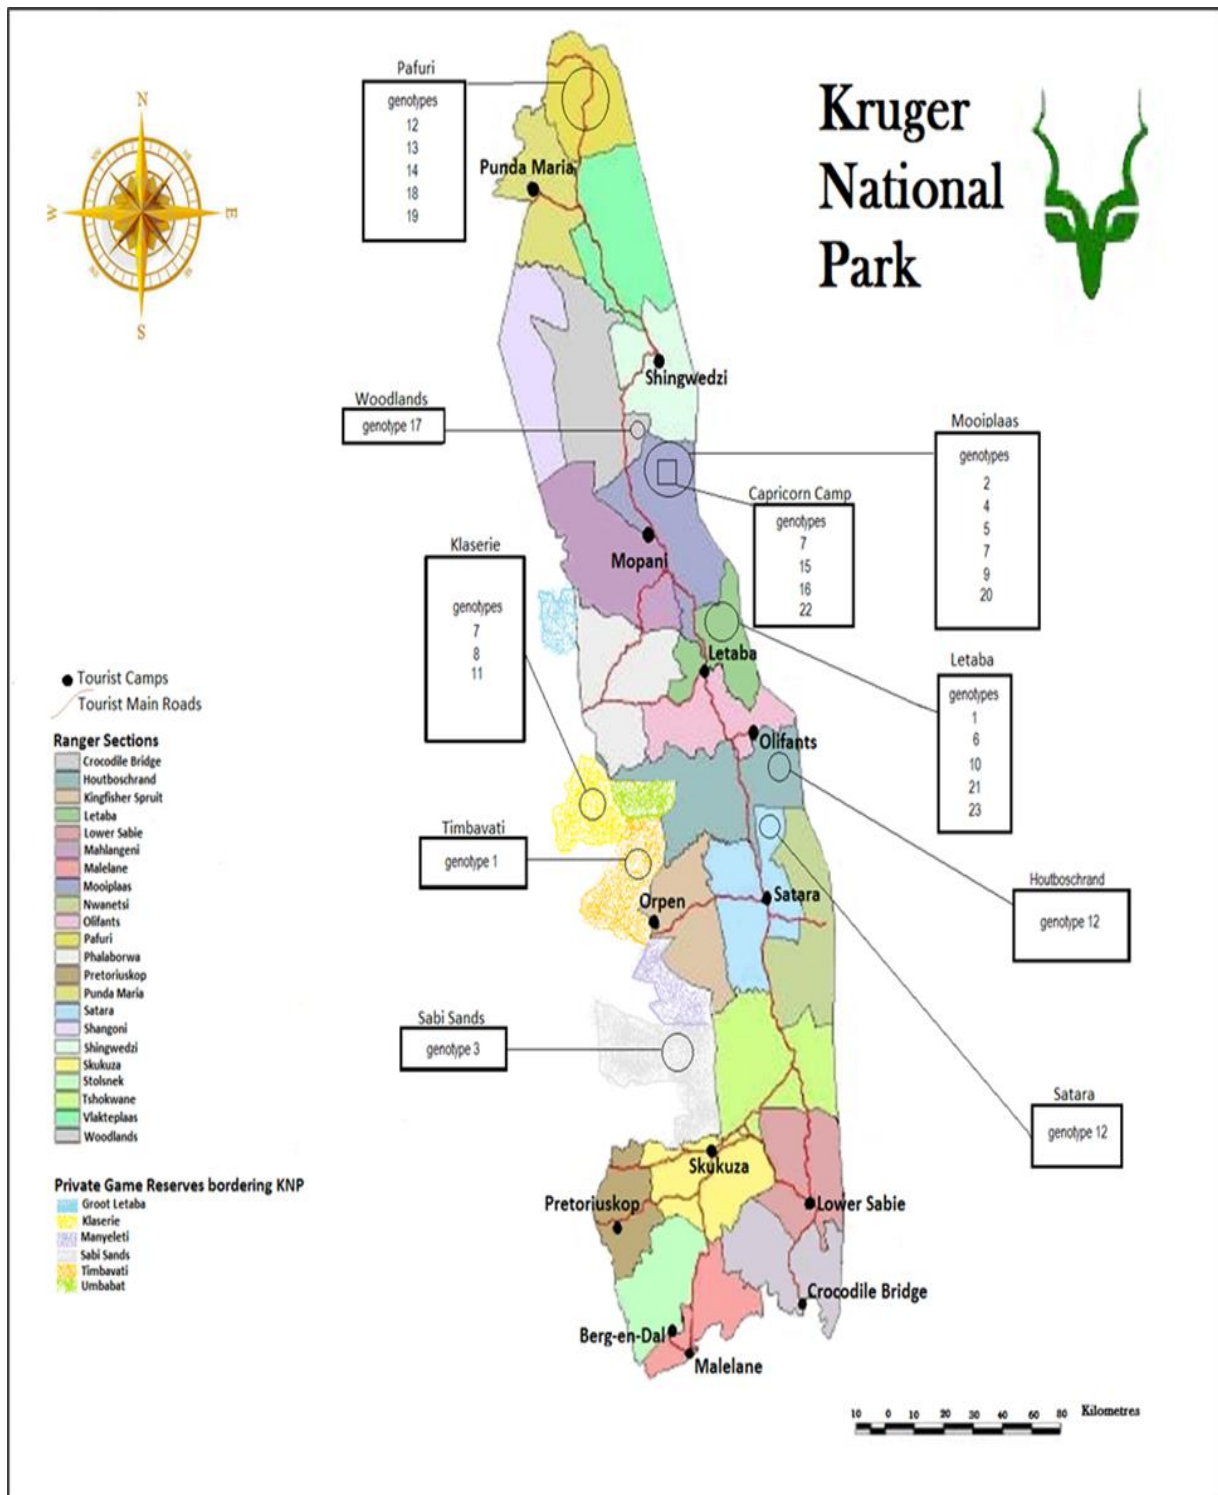 Kruger
National
Park
N
NW
NE
W
E
SW
SE
S
Pafuri
genotypes
12
13
14
18
19
Punda Maria
Shingwedzi
Woodlands
genotype 17
Mooiplaas
genotypes
2
4
5
7
9
20
Capricorn Camp
genotypes
7
15
16
22
Mopani
Klaserie
genotypes
7
8
11
Letaba
Letaba
genotypes
1
6
10
21
23
Olifants
Timbavati
genotype 1
Orpen
Satara
Houtboschrand
genotype 12
Sabi Sands
genotype 3
Satara
genotype 12
Skukuza
Pretoriuskop
Lower Sabie
Crocodile Bridge
Berg-en-Dal
Malelane
Tourist Camps
Tourist Main Roads
Ranger Sections
Crocodile Bridge
Houtboschrand
Kingfisher Spruit
Letaba
Lower Sabie
Mahlangeni
Malelane
Mooiplaas
Nwanetsi
Olifants
Pafuri
Phalaborwa
Pretoriuskop
Punda Maria
Satara
Shangoni
Shingwedzi
Skukuza
Stolsnek
Tshokwane
Vlakteplaas
Woodlands
Private Game Reserves bordering KNP
Groot Letaba
Klaserie
Manyeleti
Sabi Sands
Timbavati
Umbabat
10 0 10 20 30 40 60 80 Kilometres